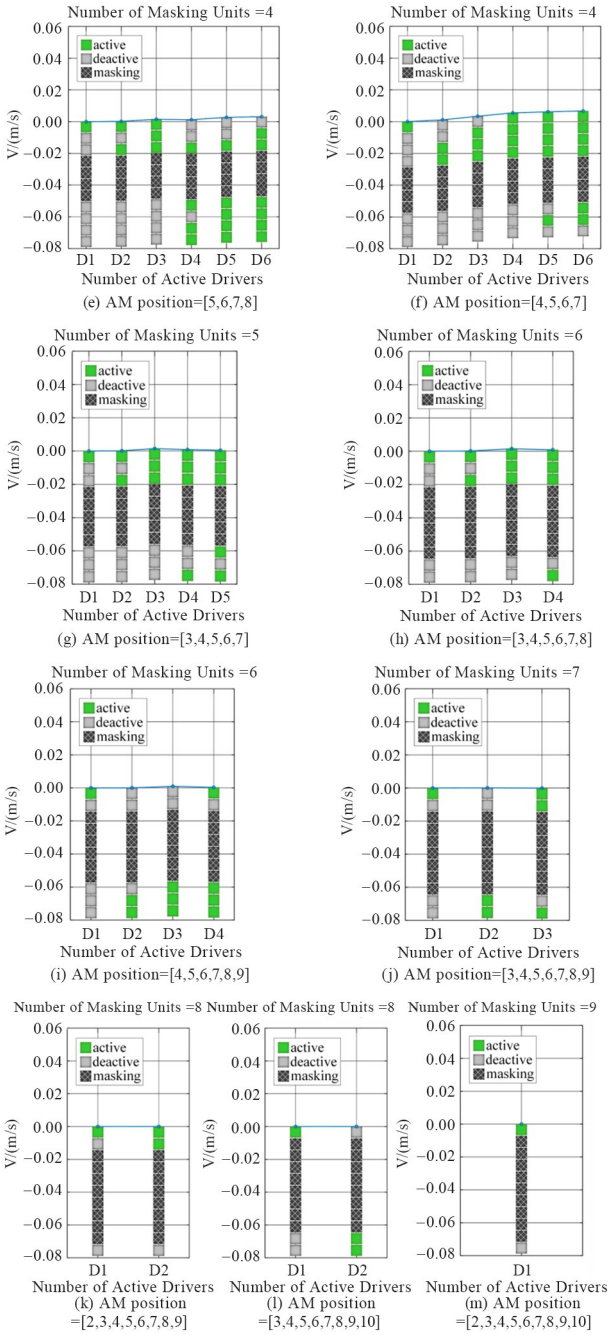 Number of Masking Units =4
0.06
0.04
0.02
0.00
−0.02
−0.04
−0.06
−0.08
V/(m/s)
active
deactive
masking
D1 D2 D3 D4 D5 D6
Number of Active Drivers
(e) AM position=[5,6,7,8]
Number of Masking Units =4
0.06
0.04
0.02
0.00
−0.02
−0.04
−0.06
−0.08
V/(m/s)
active
deactive
masking
D1 D2 D3 D4 D5 D6
Number of Active Drivers
(f) AM position=[4,5,6,7]
Number of Masking Units =5
0.06
0.04
0.02
0.00
−0.02
−0.04
−0.06
−0.08
V/(m/s)
active
deactive
masking
D1 D2 D3 D4 D5
Number of Active Drivers
(g) AM position=[3,4,5,6,7]
Number of Masking Units =6
0.06
0.04
0.02
0.00
−0.02
−0.04
−0.06
−0.08
V/(m/s)
active
deactive
masking
D1 D2 D3 D4
Number of Active Drivers
(h) AM position=[3,4,5,6,7,8]
Number of Masking Units =6
0.06
0.04
0.02
0.00
−0.02
−0.04
−0.06
−0.08
V/(m/s)
active
deactive
masking
D1 D2 D3 D4
Number of Active Drivers
(i) AM position=[4,5,6,7,8,9]
Number of Masking Units =7
0.06
0.04
0.02
0.00
−0.02
−0.04
−0.06
−0.08
V/(m/s)
active
deactive
masking
D1 D2 D3
Number of Active Drivers
(j) AM position=[3,4,5,6,7,8,9]
Number of Masking Units =8
0.06
0.04
0.02
0.00
−0.02
−0.04
−0.06
−0.08
V/(m/s)
active
deactive
masking
D1 D2
Number of Active Drivers
(k) AM position
=[2,3,4,5,6,7,8,9]
Number of Masking Units =8
0.06
0.04
0.02
0.00
−0.02
−0.04
−0.06
−0.08
V/(m/s)
active
deactive
masking
D1 D2
Number of Active Drivers
(l) AM position
=[3,4,5,6,7,8,9,10]
Number of Masking Units =9
0.06
0.04
0.02
0.00
−0.02
−0.04
−0.06
−0.08
V/(m/s)
active
deactive
masking
D1
Number of Active Drivers
(m) AM position
=[2,3,4,5,6,7,8,9,10]